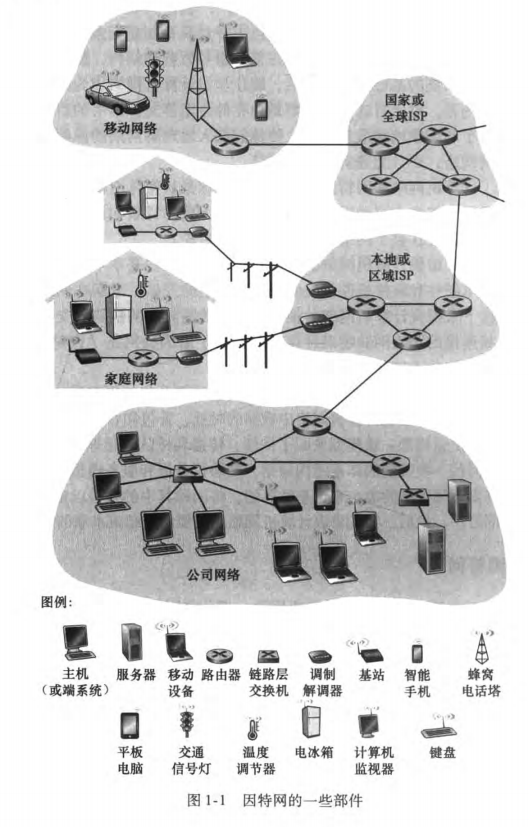 移动网络
国家或
全球ISP
本地或
区域ISP
家庭网络
公司网络
图例：
主机
（或端系统）
服务器
移动
设备
路由器
链路层
交换机
调制
解调器
基站
智能
手机
蜂窝
电话塔
平板
电脑
交通
信号灯
温度
调节器
电冰箱
计算机
监视器
键盘
图 1-1 因特网的一些部件